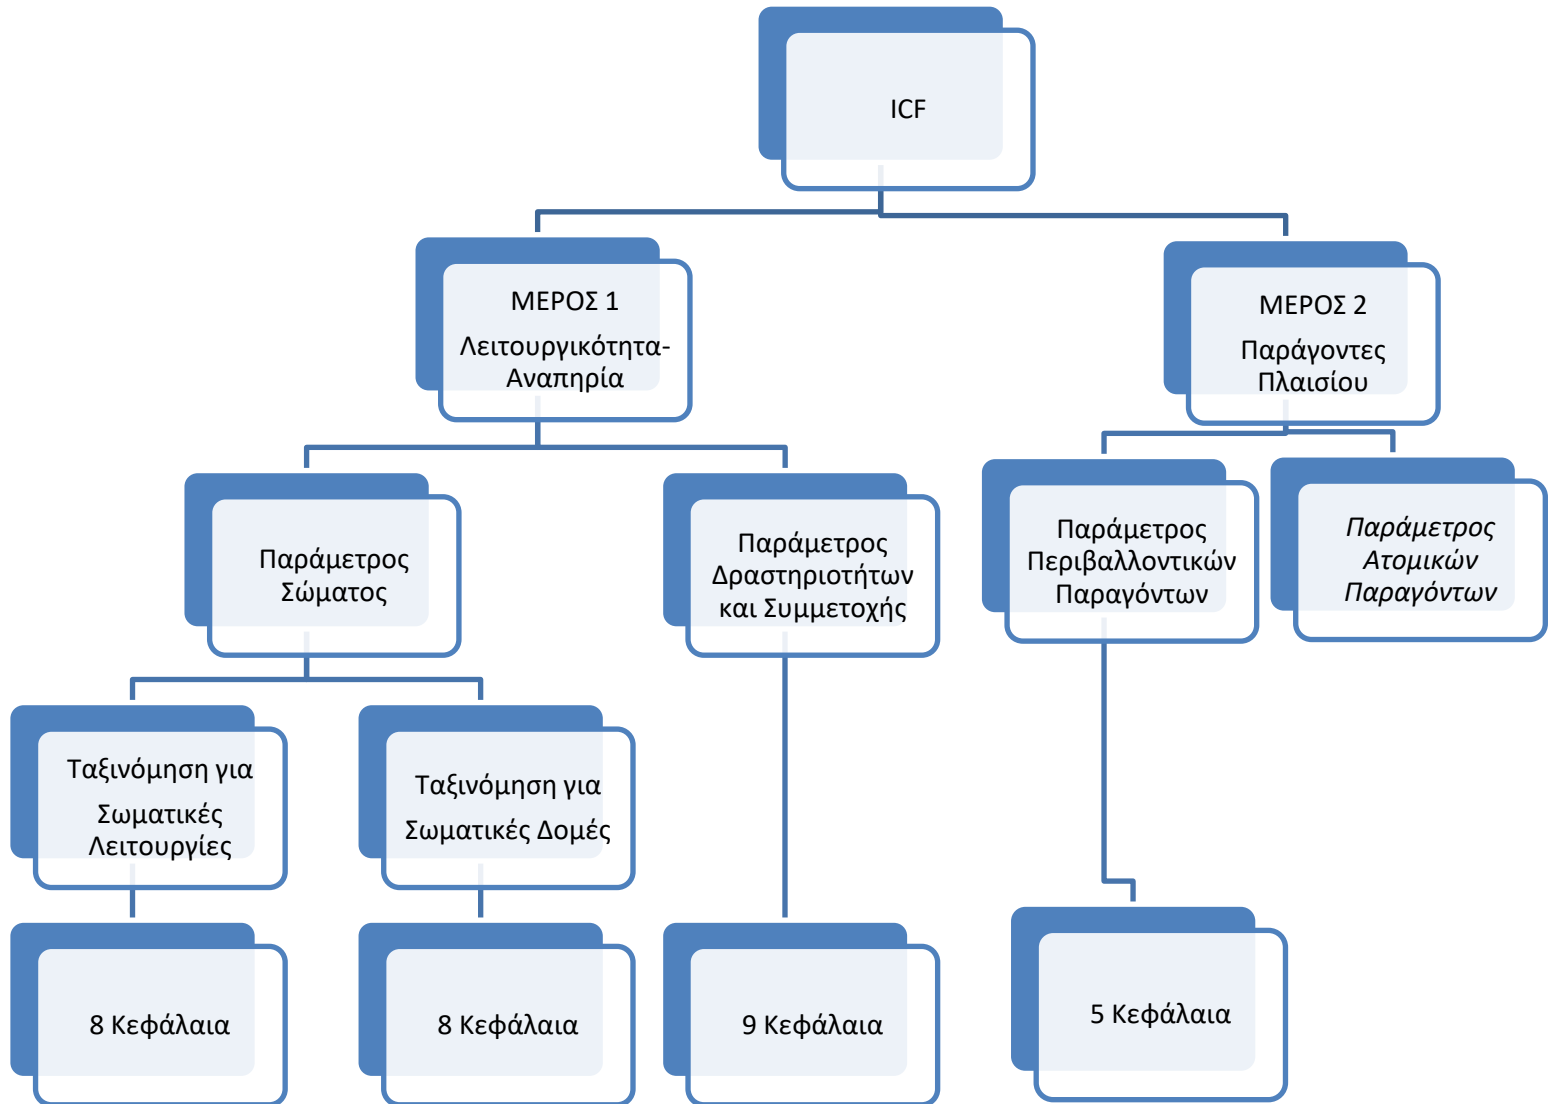 ICF
ΜΕΡΟΣ 1
Λειτουργικότητα-
Αναπηρία
ΜΕΡΟΣ 2
Παράγοντες
Πλαισίου
Παράμετρος
Σώματος
Παράμετρος
Δραστηριοτήτων
και Συμμετοχής
Παράμετρος
Περιβαλλοντικών
Παραγόντων
Παράμετρος
Ατομικών
Παραγόντων
Ταξινόμηση για
Σωματικές
Λειτουργίες
Ταξινόμηση για
Σωματικές Δομές
8 Κεφάλαια
8 Κεφάλαια
9 Κεφάλαια
5 Κεφάλαια